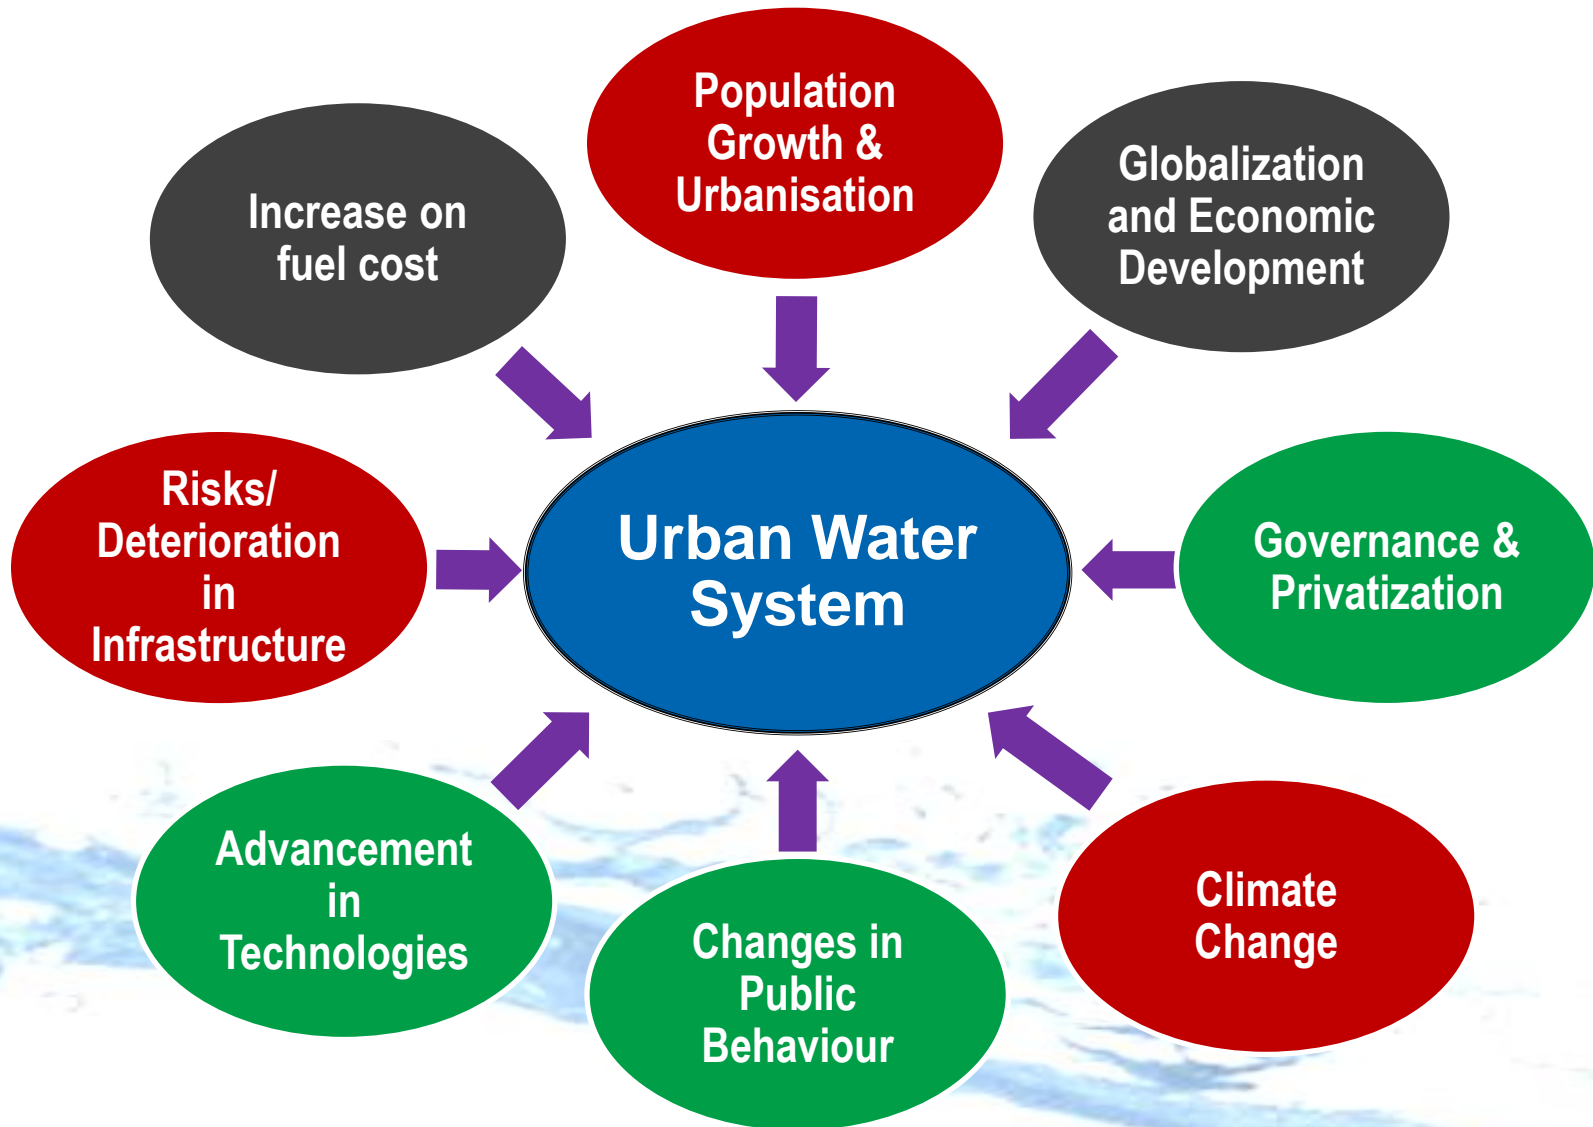 Population
Growth &
Urbanisation
Globalization
and Economic
Development
Increase on
fuel cost
Risks/
Deterioration
in
Infrastructure
Urban Water
System
Governance &
Privatization
Advancement
in
Technologies
Changes in
Public
Behaviour
Climate
Change